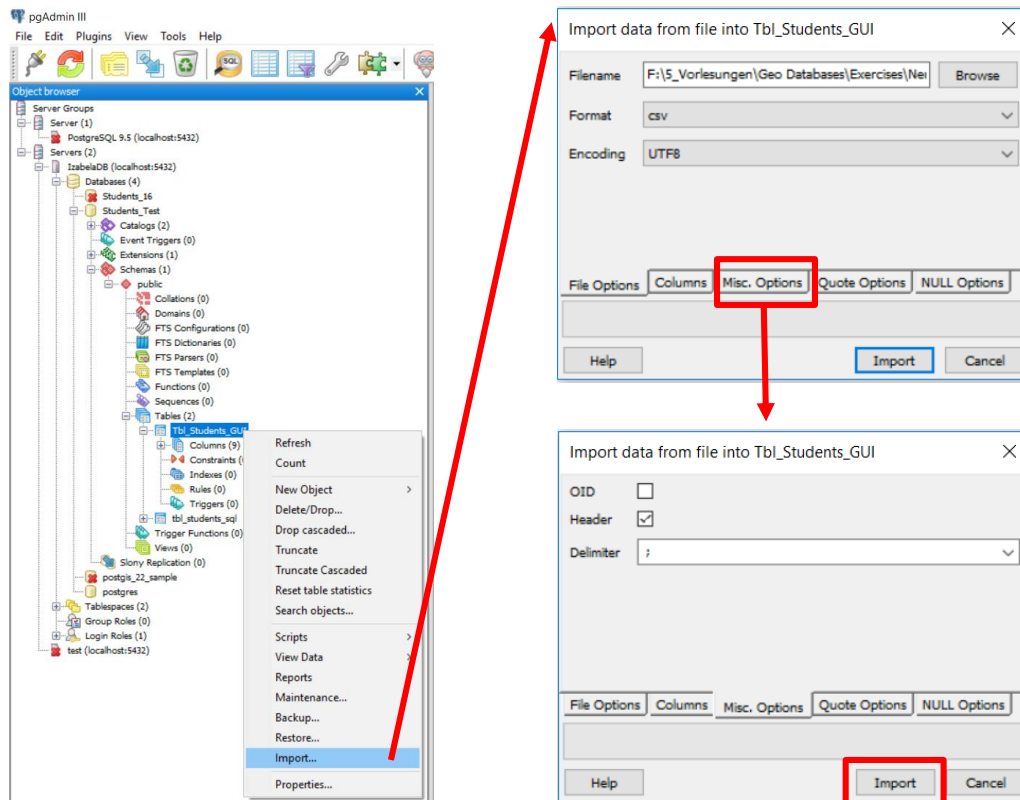 pgAdmin III
File Edit Plugins View Tools Help
SQL
Object browser
Server Groups
Server (1)
PostgreSQL 9.5 (localhost:5432)
Servers (2)
IzabelaDB (localhost:5432)
Databases (4)
Students_16
Students_Test
Catalogs (2)
Event Triggers (0)
Extensions (1)
Schemas (1)
public
Collations (0)
Domains (0)
FTS Configurations (0)
FTS Dictionaries (0)
FTS Parsers (0)
FTS Templates (0)
Functions (0)
Sequences (0)
Tables (2)
Tbl_Students_GUI
Columns (9)
Constraints (
Indexes (0)
Rules (0)
Triggers (0)
tbl_students_sql
Trigger Functions (0)
Views (0)
Slony Replication (0)
postgis_22_sample
postgres
Tablespaces (2)
Group Roles (0)
Login Roles (1)
test (localhost:5432)
Refresh
Count
New Object
Delete/Drop...
Drop cascaded...
Truncate
Truncate Cascaded
Reset table statistics
Search objects...
Scripts
View Data
Reports
Maintenance...
Backup...
Restore...
Import...
Properties...
Import data from file into Tbl_Students_GUI
Filename F:\5_Vorlesungen\Geo Databases\Exercises\Ne Browse
Format csv
Encoding UTF8
File Options Columns Misc. Options Quote Options NULL Options
Help Import Cancel
Import data from file into Tbl_Students_GUI
OID
Header
Delimiter ;
File Options Columns Misc. Options Quote Options NULL Options
Help Import Cancel